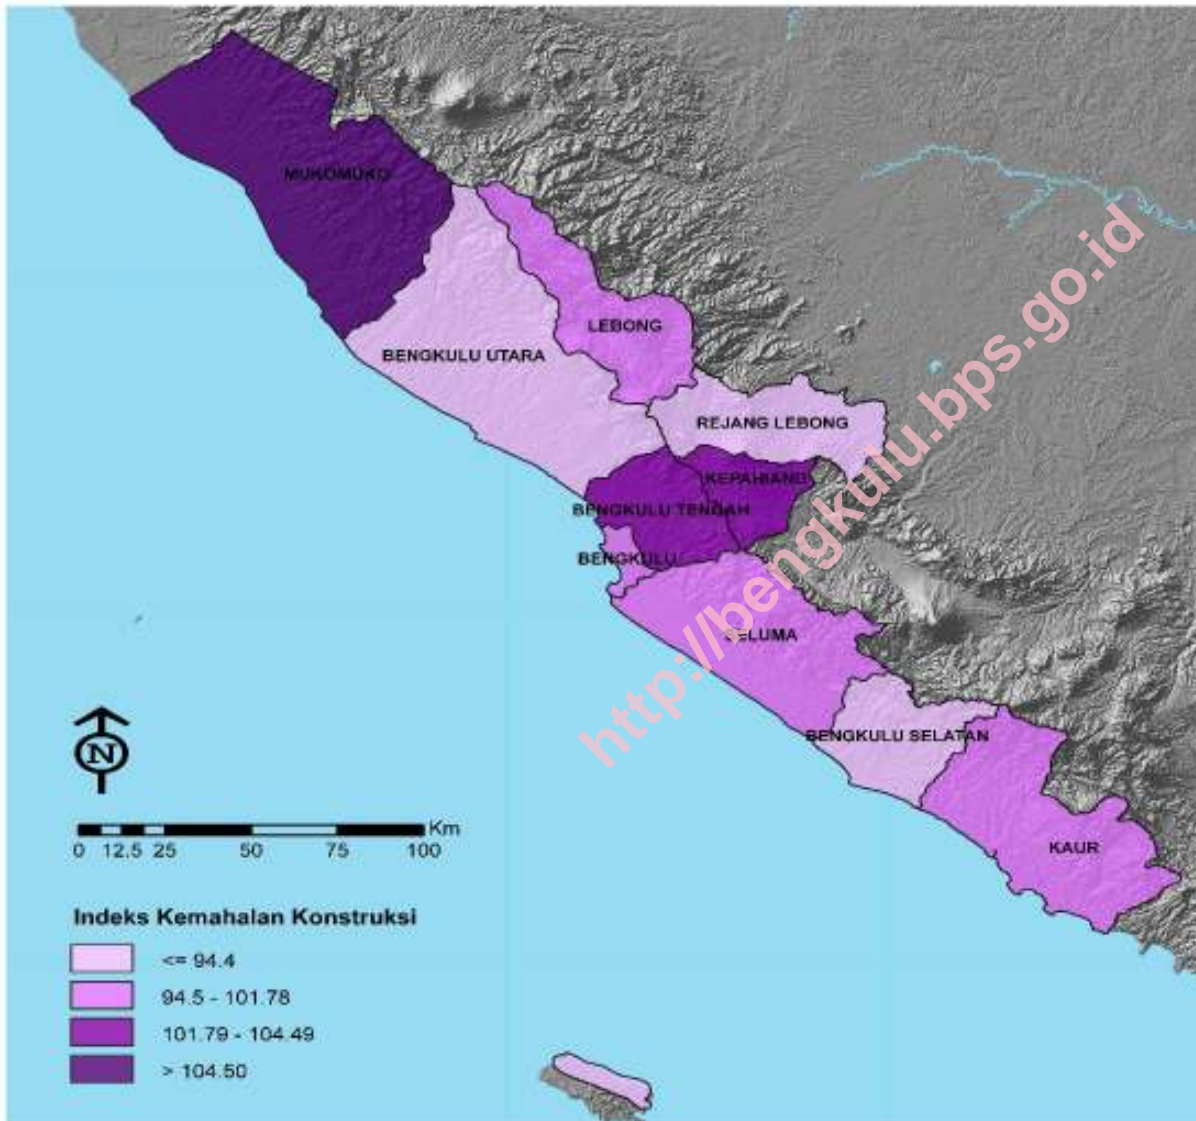 MUKOMUKO
LEBONG
BENGKULU UTARA
REJANG LEBONG
KEPAHIANG
BENGKULU TENGAH
BENGKULU
SELUMA
BENGKULU SELATAN
KAUR
http://bengkulu.bps.go.id
N
Km
0 12.5 25 50 75 100
Indeks Kemahalan Konstruksi
<= 94.4
94.5 - 101.78
101.79 - 104.49
> 104.50